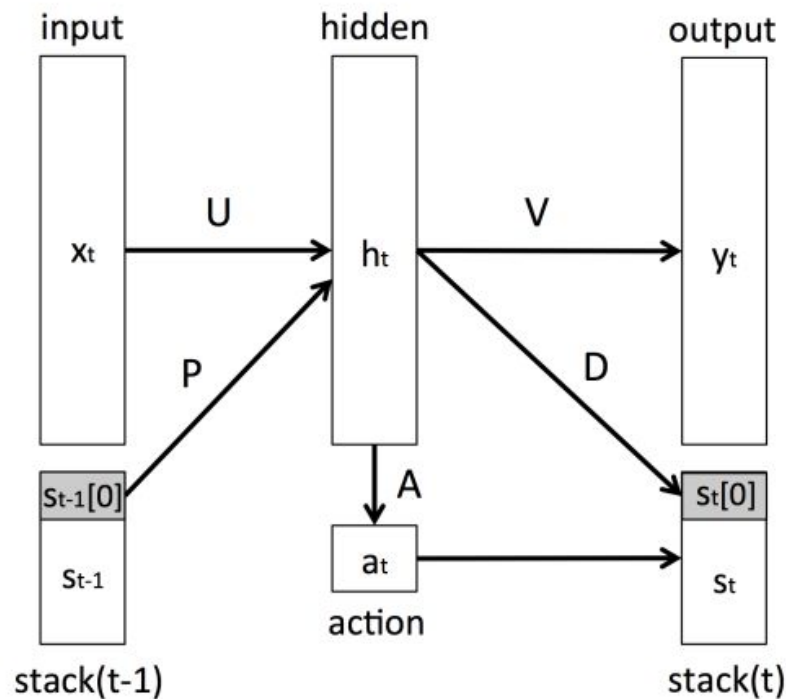 input hidden output
U V
xt ht yt
P D
st-1[0] A st[0]
st-1 at st
action
stack(t-1) stack(t)